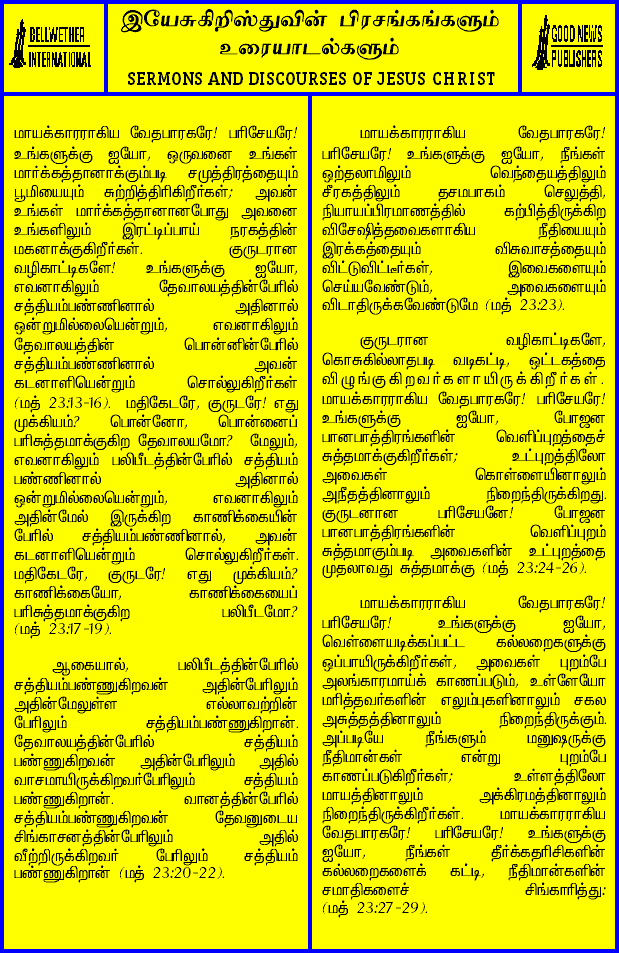 BELLWETHER
INTERNATIONAL
இயேசுகிறிஸ்துவின் பிரசங்கங்களும்
உரையாடல்களும்
SERMONS AND DISCOURSES OF JESUS CHRIST
GOOD NEWS
PUBLISHERS
மாயக்காரராகிய வேதபாரகரே! பரிசேயரே!
உங்களுக்கு ஐயோ, ஒருவனை உங்கள்
மார்க்கத்தானாக்கும்படி சமுத்திரத்தையும்
பூமியையும் சுற்றித்திரிகிறீர்கள்; அவன்
உங்கள் மார்க்கத்தானானபோது அவனை
உங்களிலும் இரட்டிப்பாய் நரகத்தின்
மகனாக்குகிறீர்கள். குருடரான
வழிகாட்டிகளே! உங்களுக்கு ஐயோ,
எவனாகிலும் தேவாலயத்தின்பேரில்
சத்தியம்பண்ணினால் அதினால்
ஒன்றுமில்லையென்றும், எவனாகிலும்
தேவாலயத்தின் பொன்னின்பேரில்
சத்தியம்பண்ணினால் அவன்
கடனாளியென்றும் சொல்லுகிறீர்கள்
(மத் 23:13-16). மதிகேடரே, குருடரே! எது
முக்கியம்? பொன்னோ, பொன்னைப்
பரிசுத்தமாக்குகிற தேவாலயமோ? மேலும்,
எவனாகிலும் பலிபீடத்தின்பேரில் சத்தியம்
பண்ணினால் அதினால்
ஒன்றுமில்லையென்றும், எவனாகிலும்
அதின்மேல் இருக்கிற காணிக்கையின்
பேரில் சத்தியம்பண்ணினால், அவன்
கடனாளியென்றும் சொல்லுகிறீர்கள்.
மதிகேடரே, குருடரே! எது முக்கியம்?
காணிக்கையோ, காணிக்கையைப்
பரிசுத்தமாக்குகிற பலிபீடமோ?
(மத் 23:17-19).
ஆகையால், பலிபீடத்தின்பேரில்
சத்தியம்பண்ணுகிறவன் அதின்பேரிலும்
அதின்மேலுள்ள எல்லாவற்றின்
பேரிலும் சத்தியம்பண்ணுகிறான்.
தேவாலயத்தின்பேரில் சத்தியம்
பண்ணுகிறவன் அதின்பேரிலும் அதில்
வாசமாயிருக்கிறவர்பேரிலும் சத்தியம்
பண்ணுகிறான். வானத்தின்பேரில்
சத்தியம்பண்ணுகிறவன் தேவனுடைய
சிங்காசனத்தின்பேரிலும் அதில்
வீற்றிருக்கிறவர் பேரிலும் சத்தியம்
பண்ணுகிறான் (மத் 23:20-22).
மாயக்காரராகிய வேதபாரகரே!
பரிசேயரே! உங்களுக்கு ஐயோ, நீங்கள்
ஒற்தலாமிலும் வெந்தையத்திலும்
சீரகத்திலும் தசமபாகம் செலுத்தி,
நியாயப்பிரமாணத்தில் கற்பித்திருக்கிற
விசேஷித்தவைகளாகிய நீதியையும்
இரக்கத்தையும் விசுவாசத்தையும்
விட்டுவிட்டீர்கள், இவைகளையும்
செய்யவேண்டும், அவைகளையும்
விடாதிருக்கவேண்டுமே (மத் 23:23).
குருடரான வழிகாட்டிகளே,
கொசுகில்லாதபடி வடிகட்டி, ஒட்டகத்தை
விழுங்குகிறவர்களாயிருக்கிறீர்கள்.
மாயக்காரராகிய வேதபாரகரே! பரிசேயரே!
உங்களுக்கு ஐயோ, போஜன
பானபாத்திரங்களின் வெளிப்புறத்தைச்
சுத்தமாக்குகிறீர்கள்; உட்புறத்திலோ
அவைகள் கொள்ளையினாலும்
அநீதத்தினாலும் நிறைந்திருக்கிறது.
குருடனான பரிசேயனே! போஜன
பானபாத்திரங்களின் வெளிப்புறம்
சுத்தமாகும்படி அவைகளின் உட்புறத்தை
முதலாவது சுத்தமாக்கு (மத் 23:24-26).
மாயக்காரராகிய வேதபாரகரே!
பரிசேயரே! உங்களுக்கு ஐயோ,
வெள்ளையடிக்கப்பட்ட கல்லறைகளுக்கு
ஒப்பாயிருக்கிறீர்கள், அவைகள் புறம்பே
அலங்காரமாய்க் காணப்படும், உள்ளேயோ
மரித்தவர்களின் எலும்புகளினாலும் சகல
அசுத்தத்தினாலும் நிறைந்திருக்கும்.
அப்படியே நீங்களும் மனுஷருக்கு
நீதிமான்கள் என்று புறம்பே
காணப்படுகிறீர்கள்; உள்ளத்திலோ
மாயத்தினாலும் அக்கிரமத்தினாலும்
நிறைந்திருக்கிறீர்கள். மாயக்காரராகிய
வேதபாரகரே! பரிசேயரே! உங்களுக்கு
ஐயோ, நீங்கள் தீர்க்கதரிசிகளின்
கல்லறைகளைக் கட்டி, நீதிமான்களின்
சமாதிகளைச் சிங்காரித்து:
(மத் 23:27-29).